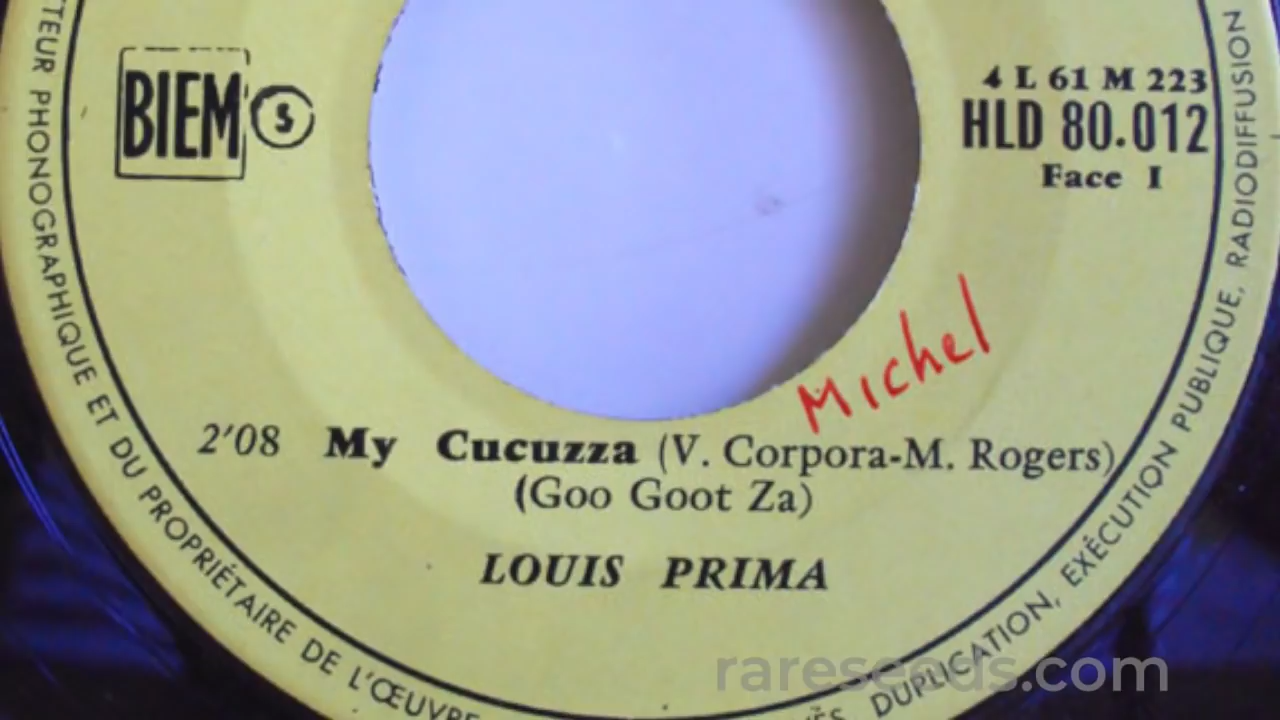 BIEM S
4 L 61 M 223
HLD 80.012
Face I
Michel
2'08 My Cucuzza (V. Corpora-M. Rogers)
(Goo Goot Za)
LOUIS PRIMA
PHONOGRAPHIQUE ET DU PROPRIÉTAIRE DE L'ŒUVRE
DUPLICATION, EXÉCUTION PUBLIQUE, RADIODIFFUSION
rareseeds.com